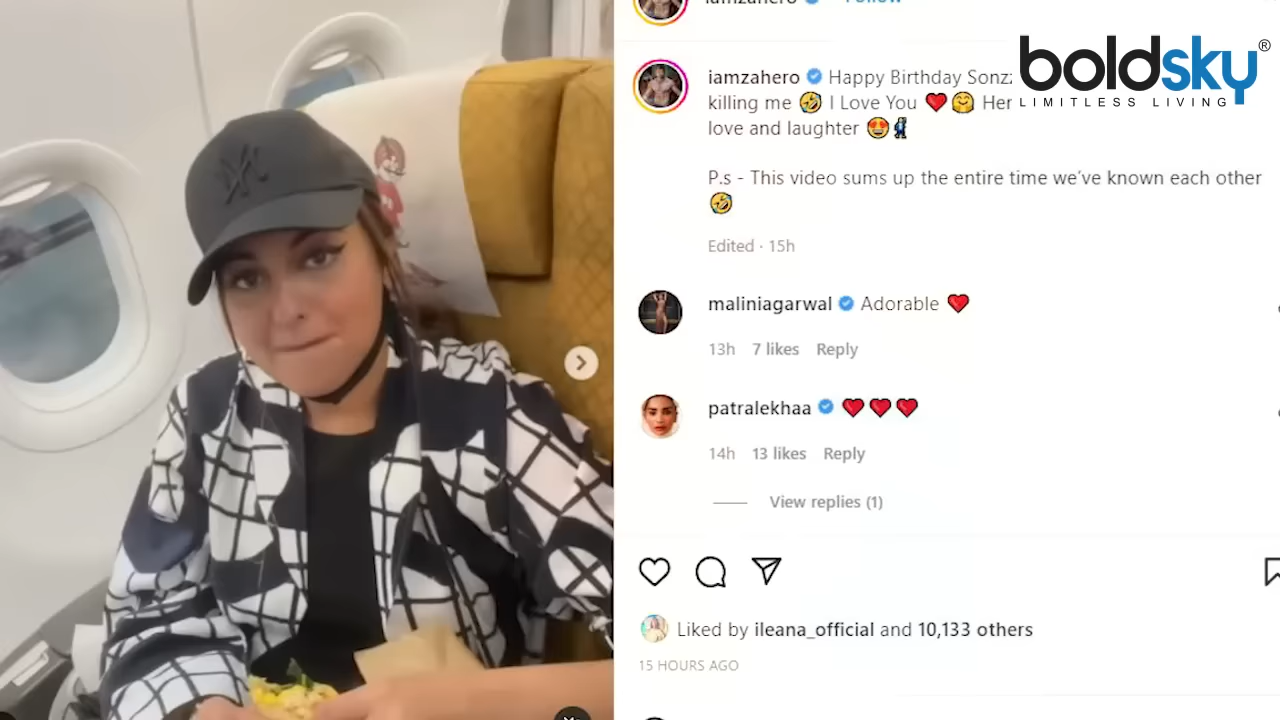 boldsky®
LIMITLESS LIVING
iamzahero Happy Birthday Sonzz
killing me 🤣 I Love You ❤️ 🤗 Her
love and laughter 😍 🧍‍♂️
P.s - This video sums up the entire time we've known each other
🤣
Edited · 15h
maliniagarwal Adorable ❤️
13h 7 likes Reply
patralekhaa ❤️❤️❤️
14h 13 likes Reply
View replies (1)
Liked by ileana_official and 10,133 others
15 HOURS AGO